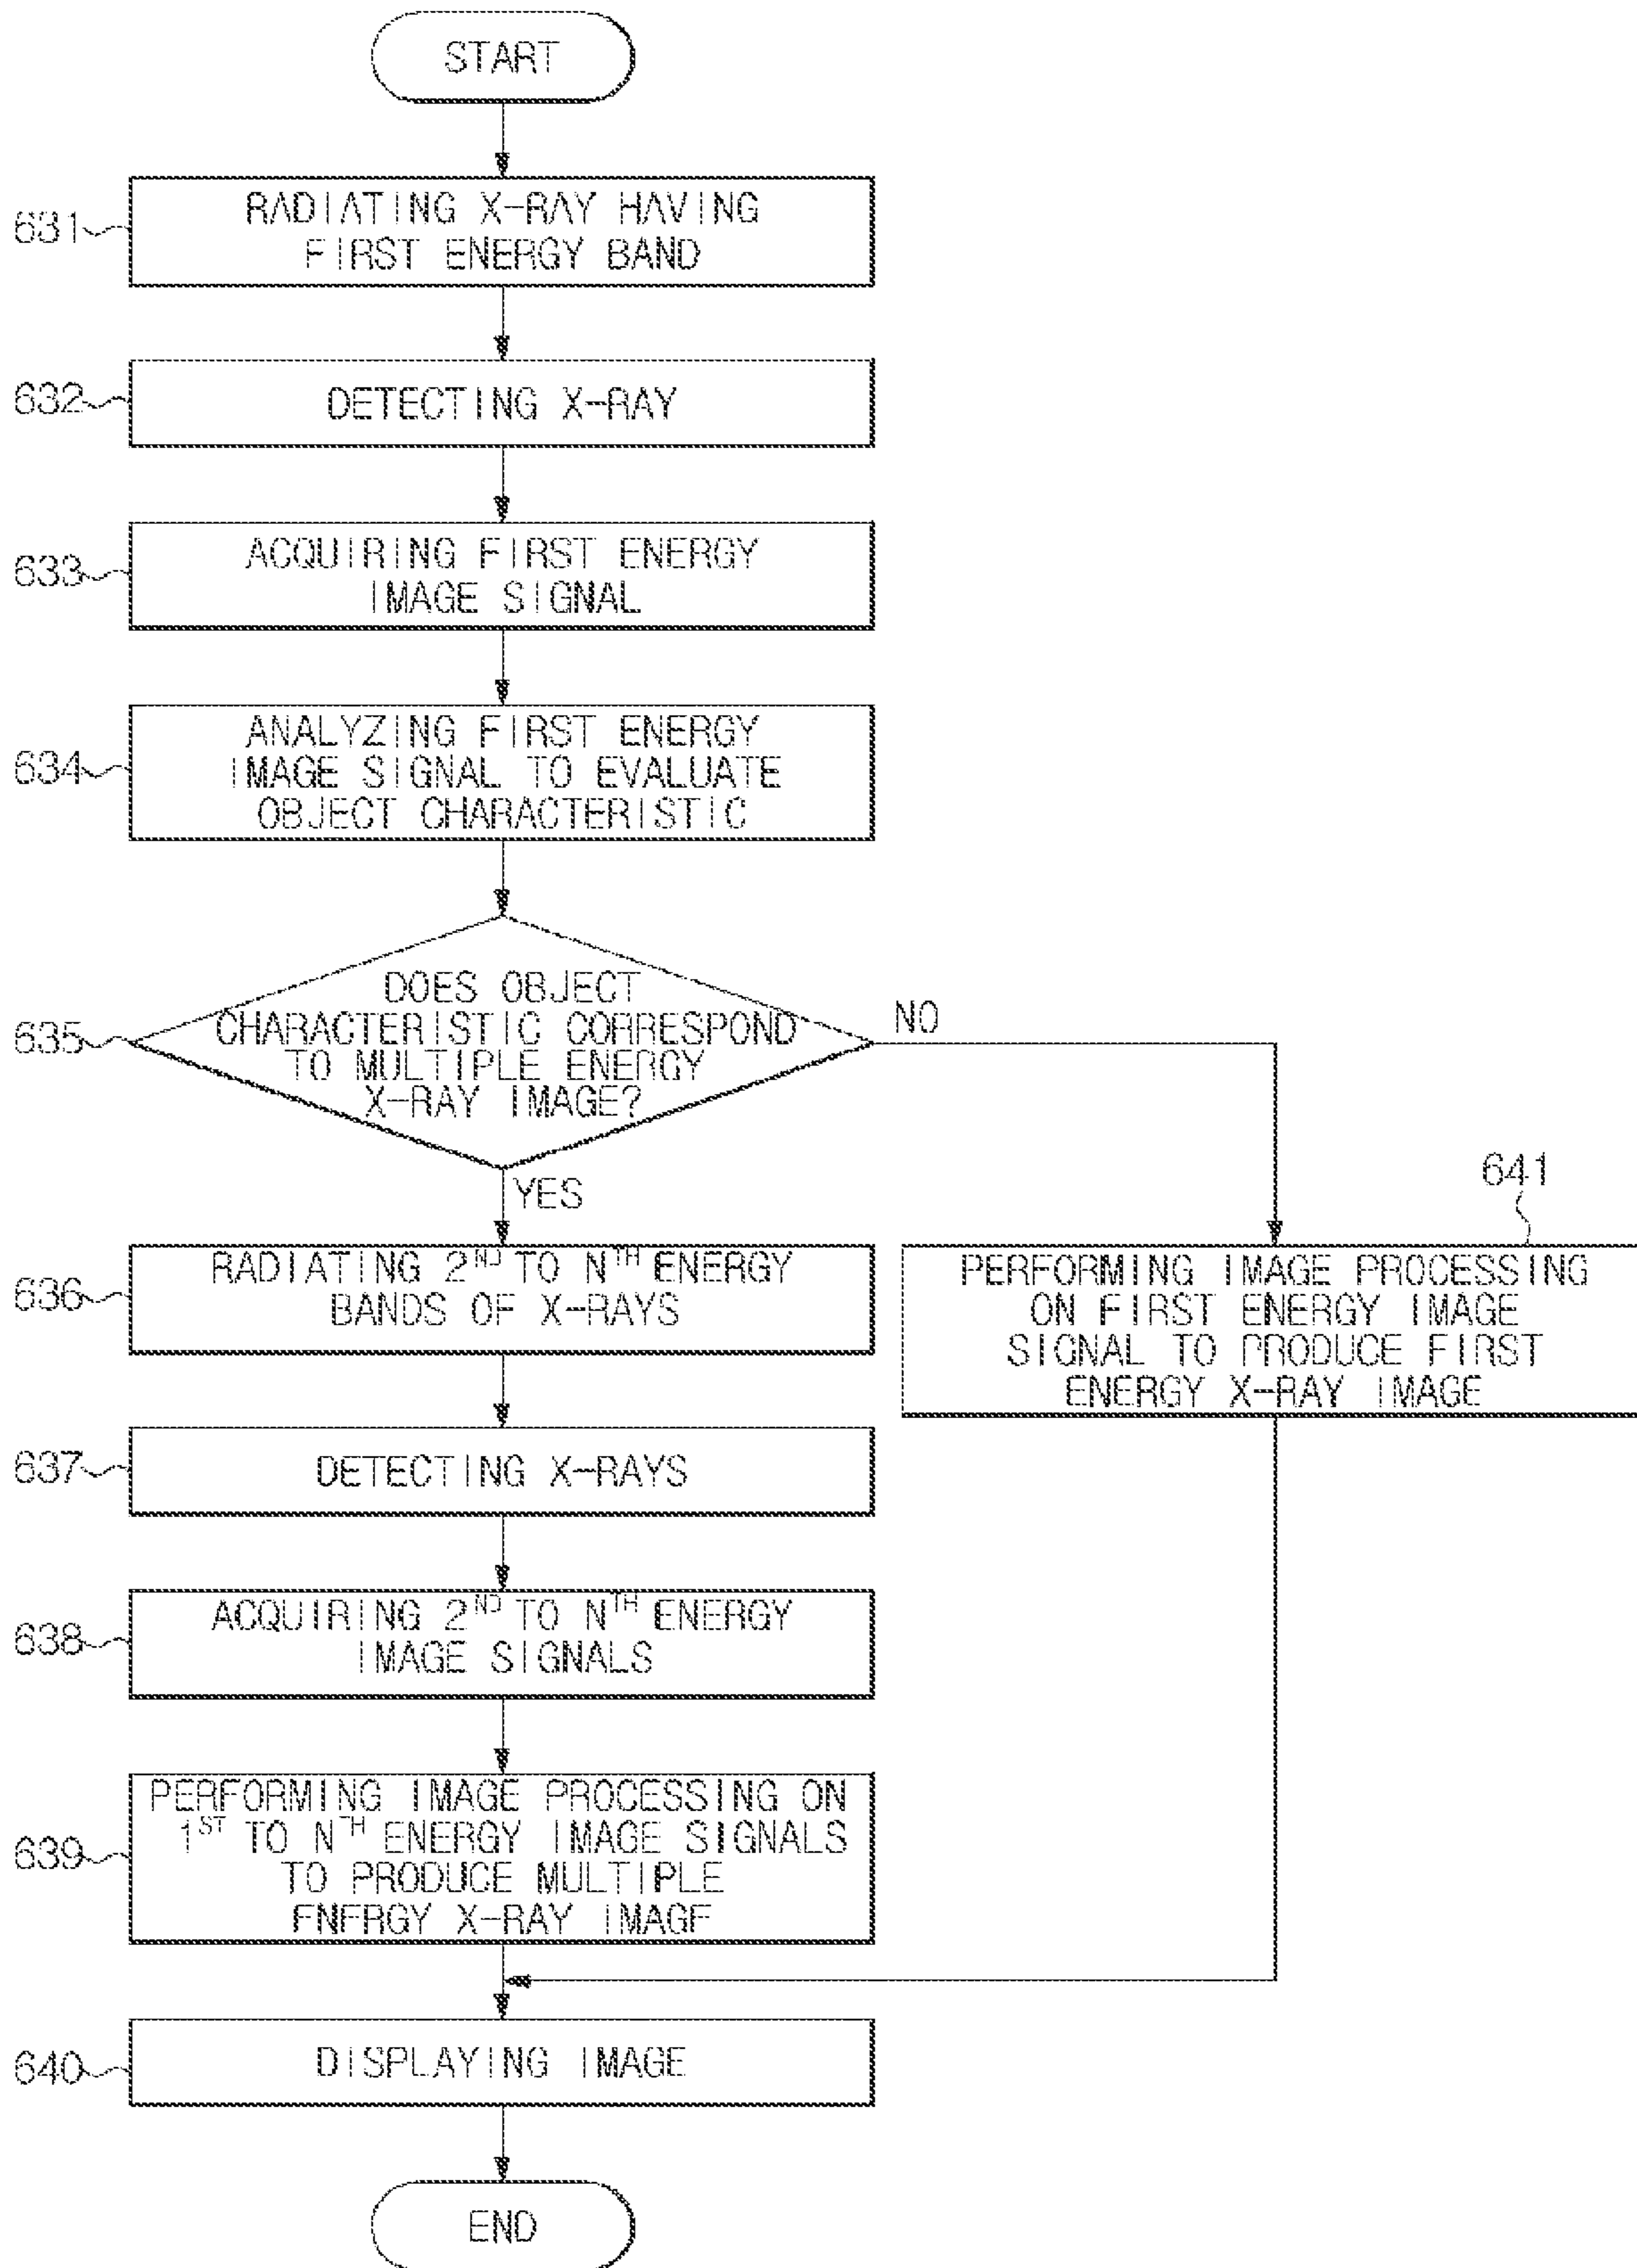 START
631
RADIATING X-RAY HAVING
FIRST ENERGY BAND
632
DETECTING X-RAY
633
ACQUIRING FIRST ENERGY
IMAGE SIGNAL
634
ANALYZING FIRST ENERGY
IMAGE SIGNAL TO EVALUATE
OBJECT CHARACTERISTIC
635
DOES OBJECT
CHARACTERISTIC CORRESPOND
TO MULTIPLE ENERGY
X-RAY IMAGE?
NO
YES
641
PERFORMING IMAGE PROCESSING
ON FIRST ENERGY IMAGE
SIGNAL TO PRODUCE FIRST
ENERGY X-RAY IMAGE
636
RADIATING 2ND TO NTH ENERGY
BANDS OF X-RAYS
637
DETECTING X-RAYS
638
ACQUIRING 2ND TO NTH ENERGY
IMAGE SIGNALS
639
PERFORMING IMAGE PROCESSING ON
1ST TO NTH ENERGY IMAGE SIGNALS
TO PRODUCE MULTIPLE
ENERGY X-RAY IMAGE
640
DISPLAYING IMAGE
END